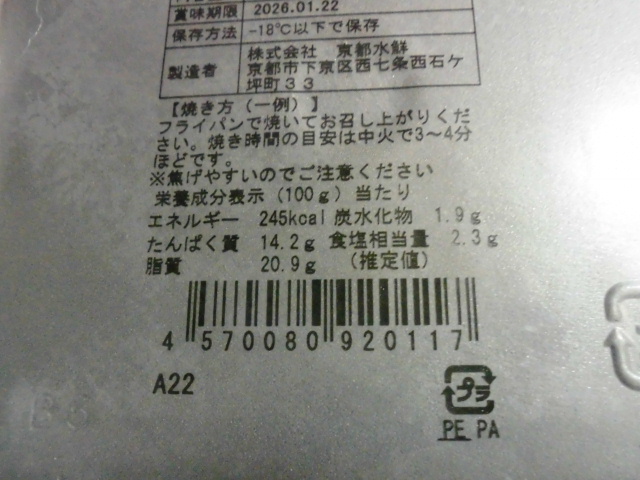 賞味期限 2026.01.22
保存方法 -18℃以下で保存
製造者 株式会社 京都水鮮
京都市下京区西七条西石ケ
坪町33
【焼き方(一例)】
フライパンで焼いてお召し上がりくだ
さい。焼き時間の目安は中火で3〜4分
ほどです。
※焦げやすいのでご注意ください
栄養成分表示(100g)当たり
エネルギー 245kcal 炭水化物 1.9g
たんぱく質 14.2g 食塩相当量 2.3g
脂質 20.9g (推定値)
4 570080 920117
A22
プラ
PE PA